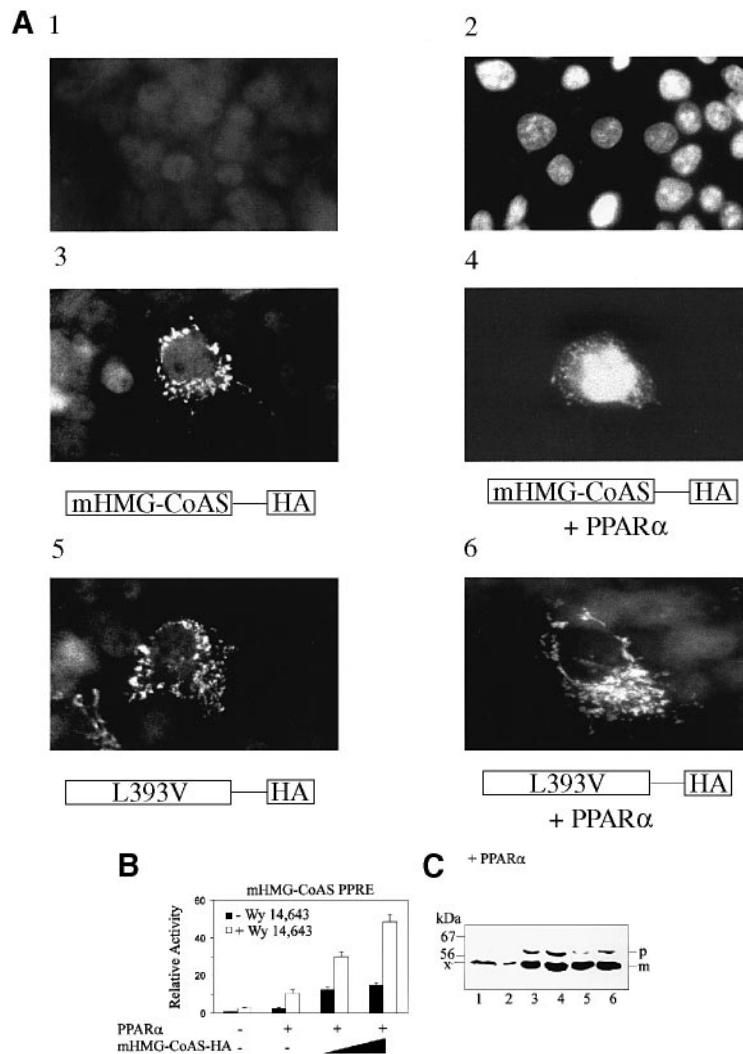 A
1
2
3
4
mHMG-CoAS HA
mHMG-CoAS HA
+ PPARα
5
6
L393V HA
L393V HA
+ PPARα
B
mHMG-CoAS PPRE
- Wy 14,643
+ Wy 14,643
Relative Activity
60
40
20
0
PPARα - + + +
mHMG-CoAS-HA - -
C
+ PPARα
kDa
67
56
x
p
m
1 2 3 4 5 6